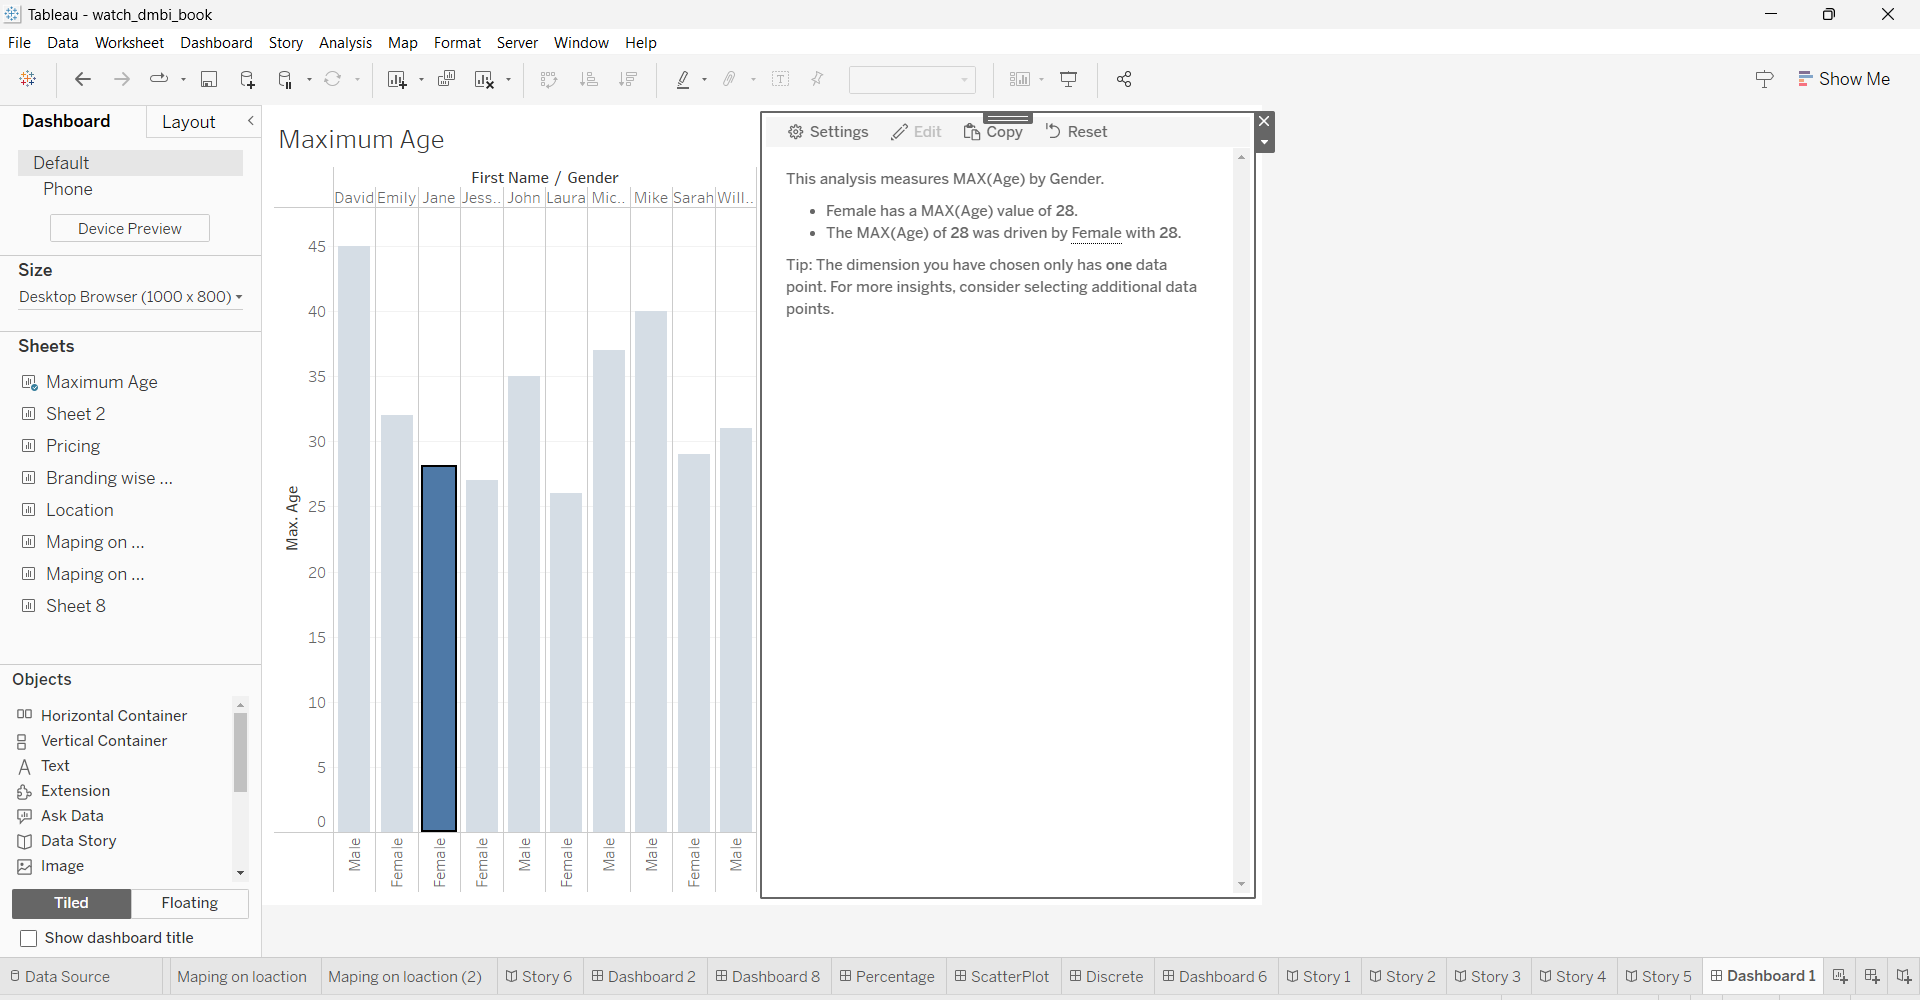 Tableau - watch_dmbi_book
File Data Worksheet Dashboard Story Analysis Map Format Server Window Help
Show Me
Dashboard Layout
Default
Phone
Device Preview
Size
Desktop Browser (1000 x 800)
Sheets
Maximum Age
Sheet 2
Pricing
Branding wise ...
Location
Maping on ...
Maping on ...
Sheet 8
Objects
Horizontal Container
Vertical Container
Text
Extension
Ask Data
Data Story
Image
Tiled Floating
Show dashboard title
Maximum Age
First Name / Gender
David Emily Jane Jess.. John Laura Mic.. Mike Sarah Will..
Max. Age
45
40
35
30
25
20
15
10
5
0
Male Female Female Female Male Female Male Male Female Male
Settings Edit Copy Reset
This analysis measures MAX(Age) by Gender.
• Female has a MAX(Age) value of 28.
• The MAX(Age) of 28 was driven by Female with 28.
Tip: The dimension you have chosen only has one data
point. For more insights, consider selecting additional data
points.
Data Source Maping on loaction Maping on loaction (2) Story 6 Dashboard 2 Dashboard 8 Percentage ScatterPlot Discrete Dashboard 6 Story 1 Story 2 Story 3 Story 4 Story 5 Dashboard 1